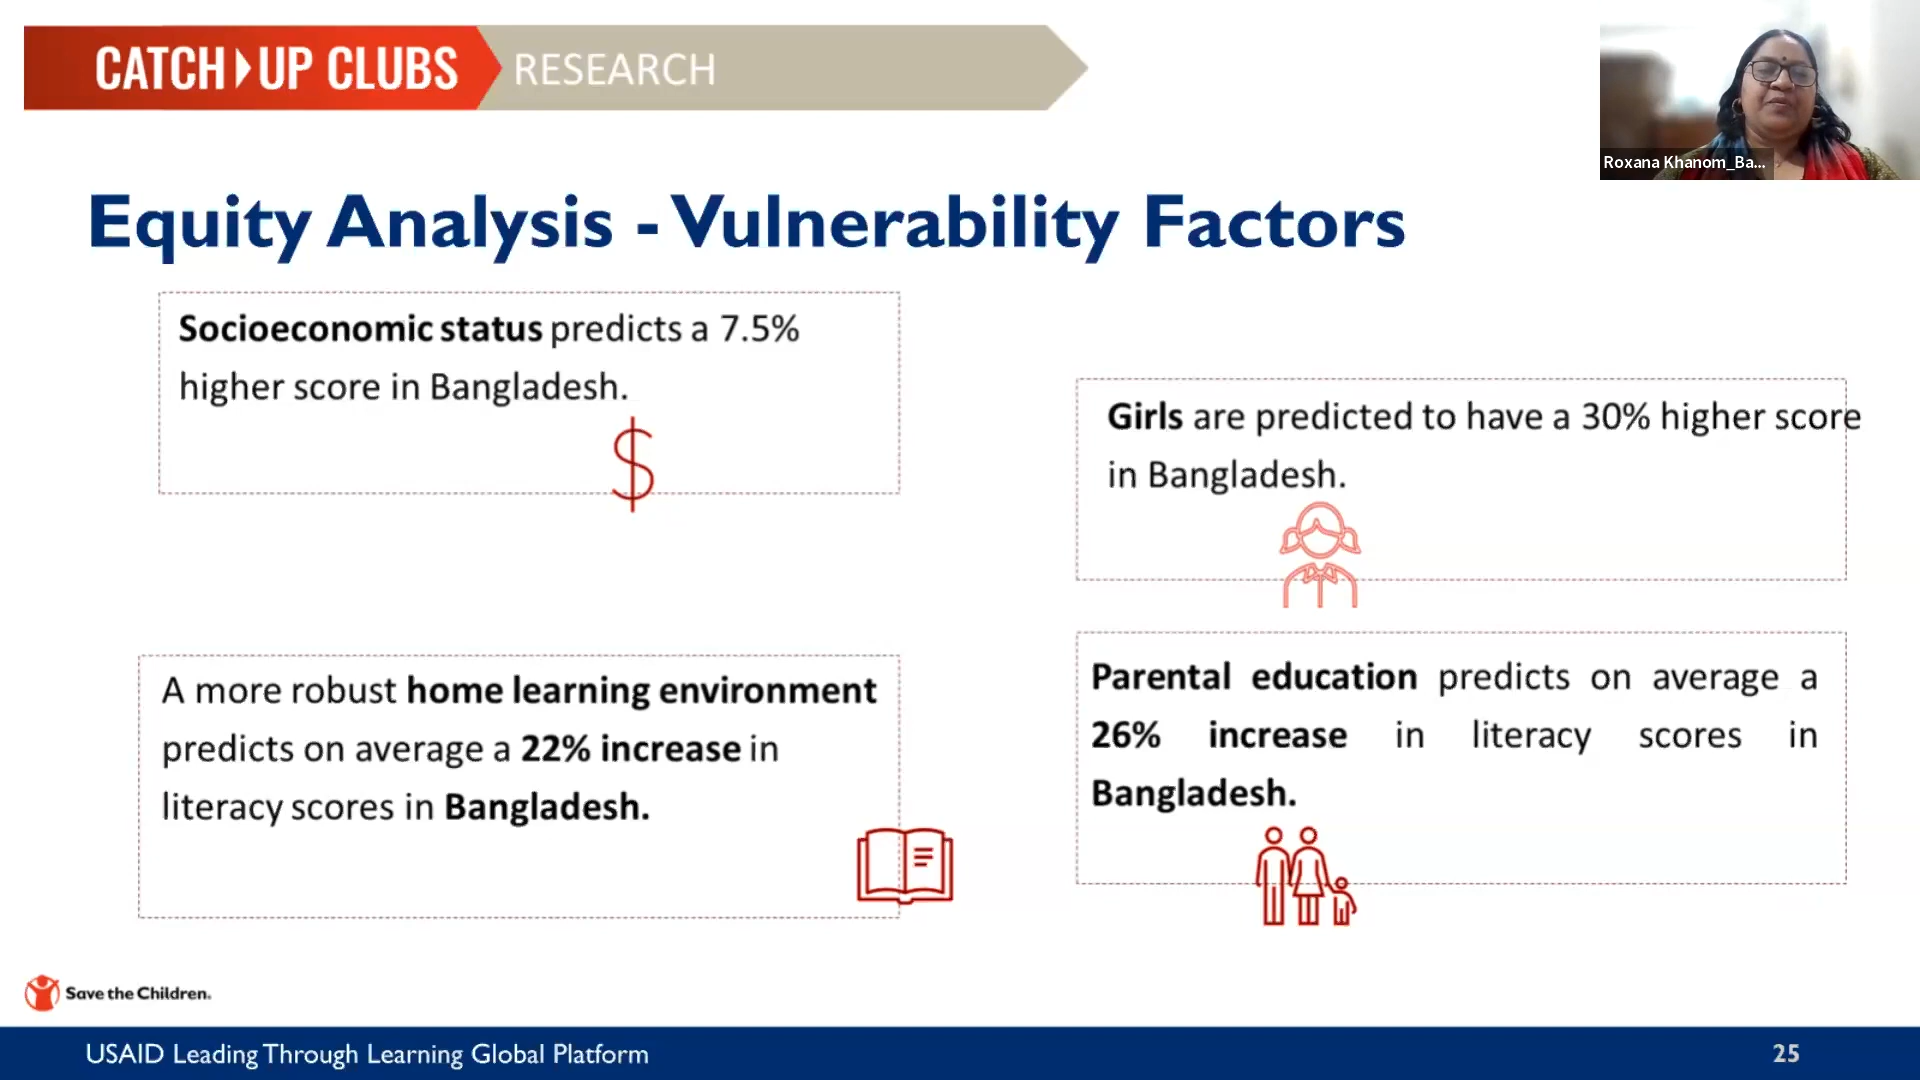 CATCH UP CLUBS RESEARCH
Roxana Khanom_Ba...
Equity Analysis - Vulnerability Factors
Socioeconomic status predicts a 7.5%
higher score in Bangladesh.
Girls are predicted to have a 30% higher score
in Bangladesh.
A more robust home learning environment
predicts on average a 22% increase in
literacy scores in Bangladesh.
Parental education predicts on average a
26% increase in literacy scores in
Bangladesh.
Save the Children.
USAID Leading Through Learning Global Platform
25